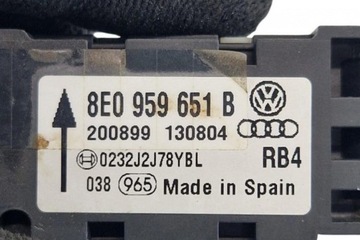 8E0 959 651 B
200899 130804
0232J2J78YBL RB4
038 965 Made in Spain